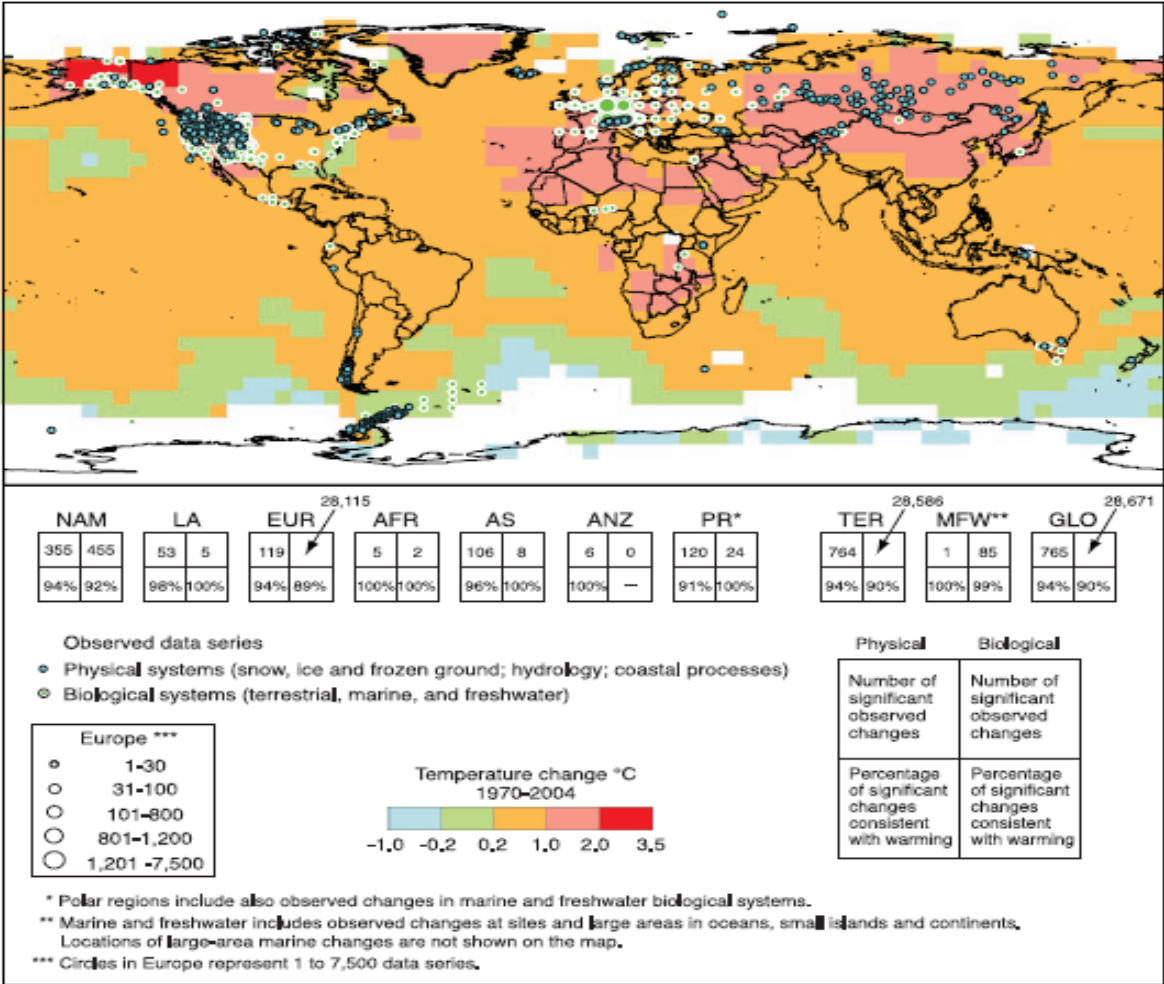 28,115
28,586
28,671
NAM LA EUR AFR AS ANZ PR* TER MFW** GLO
355 455 53 5 119 5 2 106 8 6 0 120 24 764 1 85 765
94% 92% 98% 100% 94% 89% 100% 100% 96% 100% 100% — 91% 100% 94% 90% 100% 99% 94% 90%
Observed data series
Physical systems (snow, ice and frozen ground; hydrology; coastal processes)
Biological systems (terrestrial, marine, and freshwater)
Europe ***
1-30
31-100
101-800
801-1,200
1,201 -7,500
Temperature change °C
1970-2004
-1.0 -0.2 0.2 1.0 2.0 3.5
Physical Biological
Number of
significant
observed
changes
Number of
significant
observed
changes
Percentage
of significant
changes
consistent
with warming
Percentage
of significant
changes
consistent
with warming
* Polar regions include also observed changes in marine and freshwater biological systems.
** Marine and freshwater includes observed changes at sites and large areas in oceans, small islands and continents.
Locations of large-area marine changes are not shown on the map.
*** Circles in Europe represent 1 to 7,500 data series.